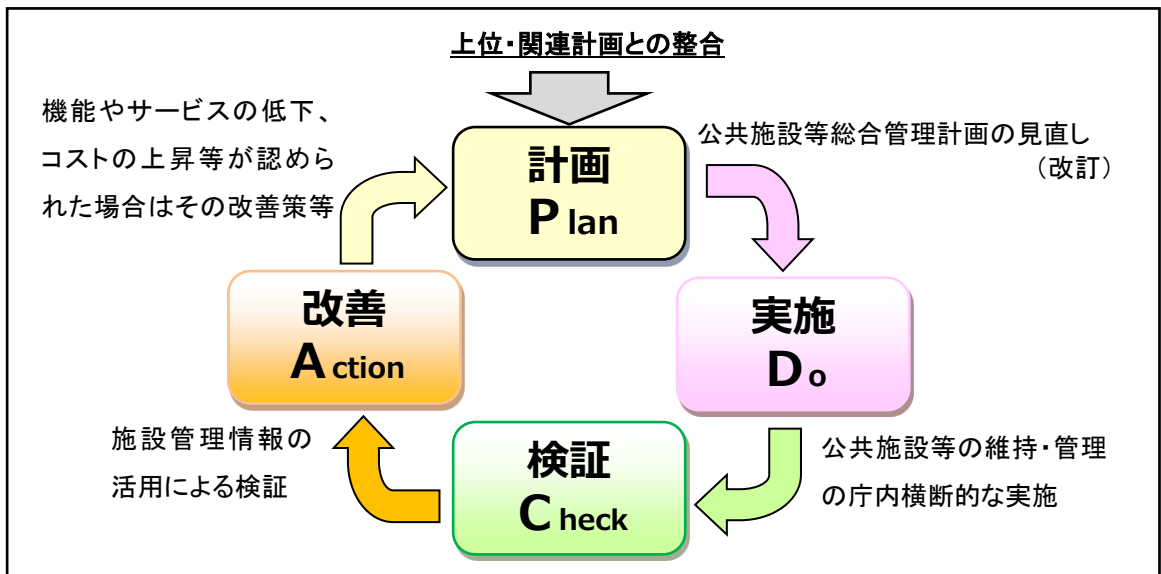 上位・関連計画との整合
機能やサービスの低下、
コストの上昇等が認めら
れた場合はその改善策等
計画
Plan
公共施設等総合管理計画の見直し
（改訂）
改善
Action
実施
Do
施設管理情報の
活用による検証
検証
Check
公共施設等の維持・管理
の庁内横断的な実施